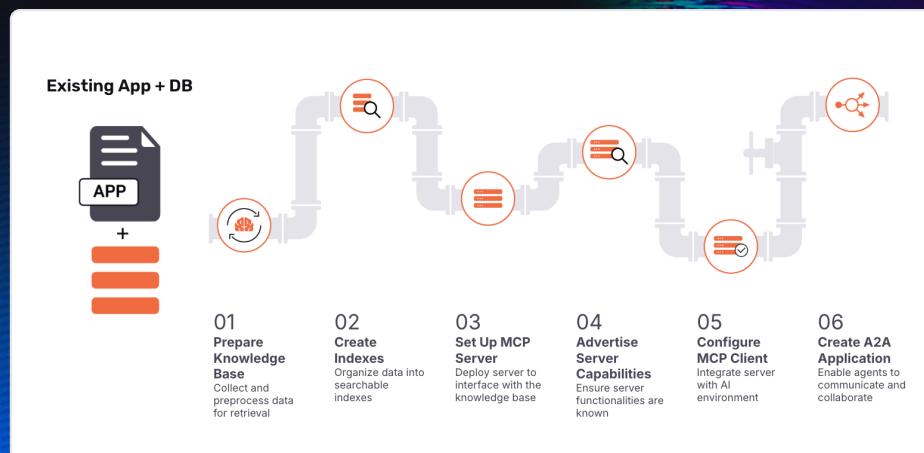 Existing App + DB
APP
+
01
Prepare
Knowledge
Base
Collect and
preprocess data
for retrieval
02
Create
Indexes
Organize data into
searchable
indexes
03
Set Up MCP
Server
Deploy server to
interface with the
knowledge base
04
Advertise
Server
Capabilities
Ensure server
functionalities are
known
05
Configure
MCP Client
Integrate server
with AI
environment
06
Create A2A
Application
Enable agents to
communicate and
collaborate